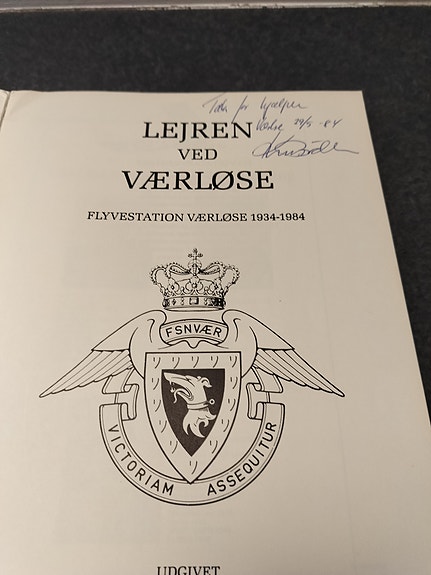 Tak for hjælpen
Værløse 29/5-84
LEJREN
VED
VÆRLØSE
FLYVESTATION VÆRLØSE 1934-1984
FSNVÆR
VICTORIAM ASSEQUITUR
UDGIVET